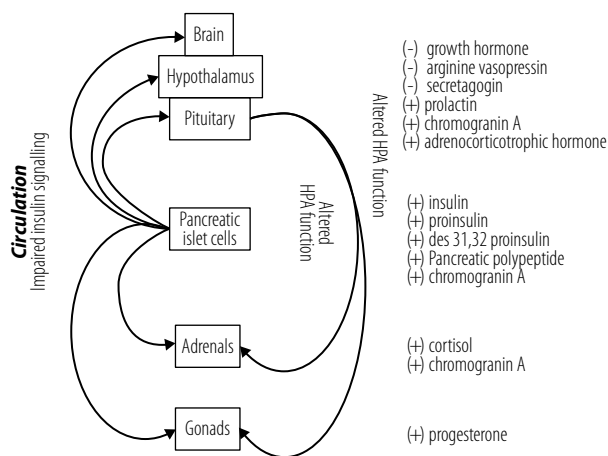 Brain
Hypothalamus
Pituitary
Pancreatic
islet cells
Adrenals
Gonads
Circulation
Impaired insulin signalling
Altered
HPA function
Altered HPA function
(-) growth hormone
(-) arginine vasopressin
(-) secretagogin
(+) prolactin
(+) chromogranin A
(+) adrenocorticotrophic hormone
(+) insulin
(+) proinsulin
(+) des 31,32 proinsulin
(+) Pancreatic polypeptide
(+) chromogranin A
(+) cortisol
(+) chromogranin A
(+) progesterone